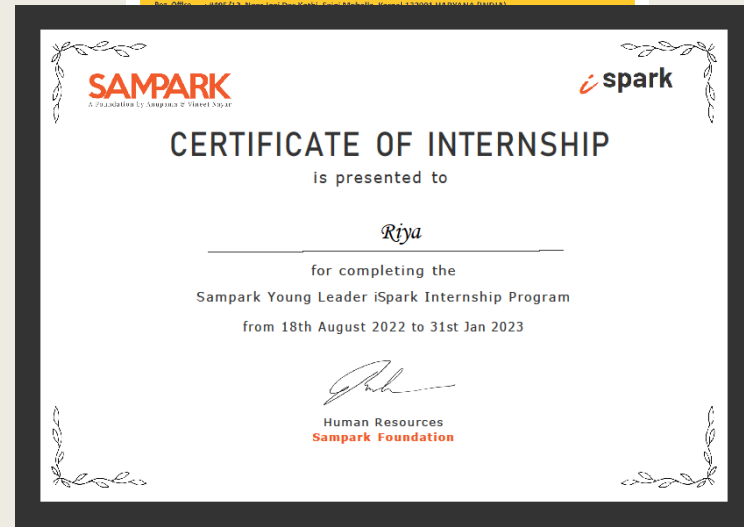 SAMPARK
A Foundation by Anupama & Vineet Nayar
i spark
CERTIFICATE OF INTERNSHIP
is presented to
Riya
for completing the
Sampark Young Leader iSpark Internship Program
from 18th August 2022 to 31st Jan 2023
Human Resources
Sampark Foundation